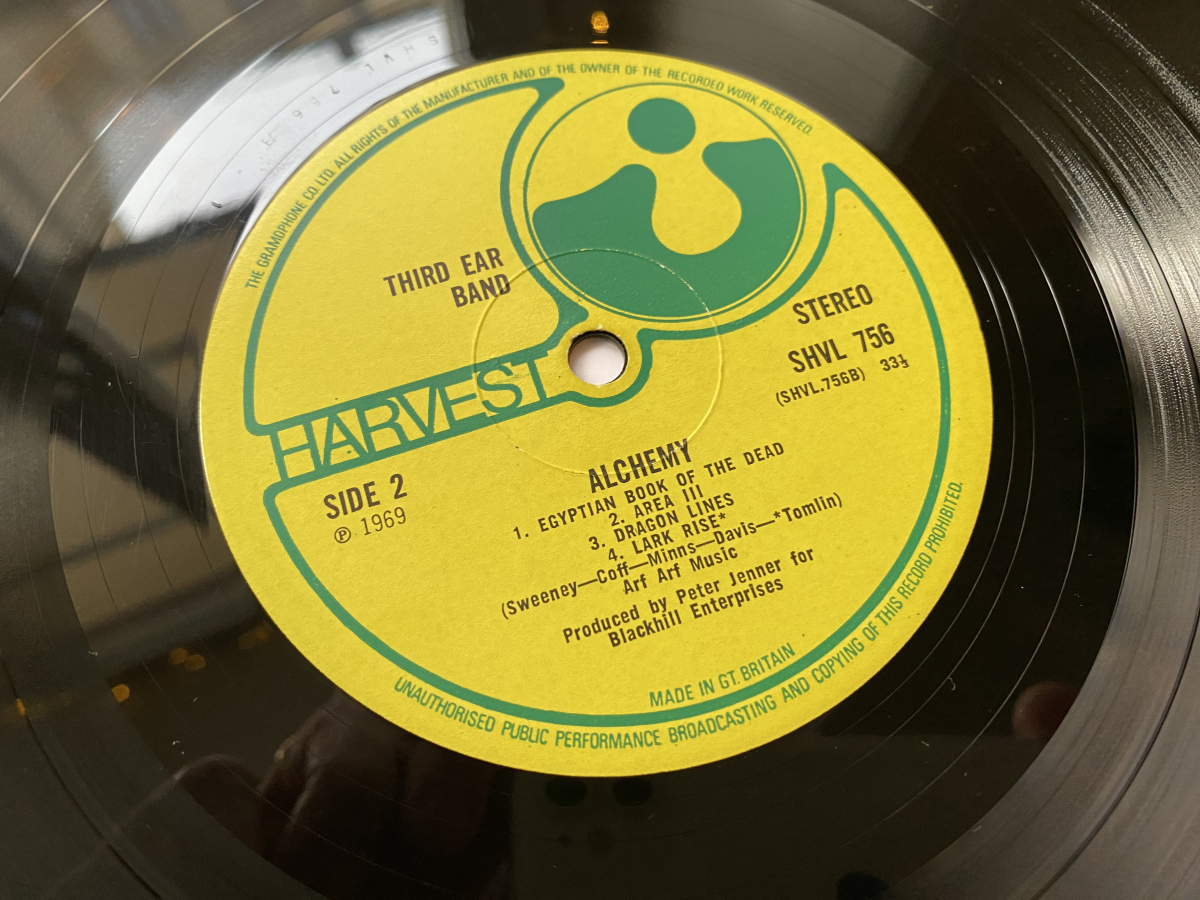 THE GRAMOPHONE CO. LTD. ALL RIGHTS OF THE MANUFACTURER AND OF THE OWNER OF THE RECORDED WORK RESERVED.
THIRD EAR
BAND
HARVEST
STEREO
SHVL 756
(SHVL.756B) 33⅓
SIDE 2
℗ 1969
ALCHEMY
1. EGYPTIAN BOOK OF THE DEAD
2. AREA III
3. DRAGON LINES
4. LARK RISE*
(Sweeney—Coff—Minns—Davis—*Tomlin)
Arf Arf Music
Produced by Peter Jenner for
Blackhill Enterprises
MADE IN GT. BRITAIN
UNAUTHORISED PUBLIC PERFORMANCE BROADCASTING AND COPYING OF THIS RECORD PROHIBITED.